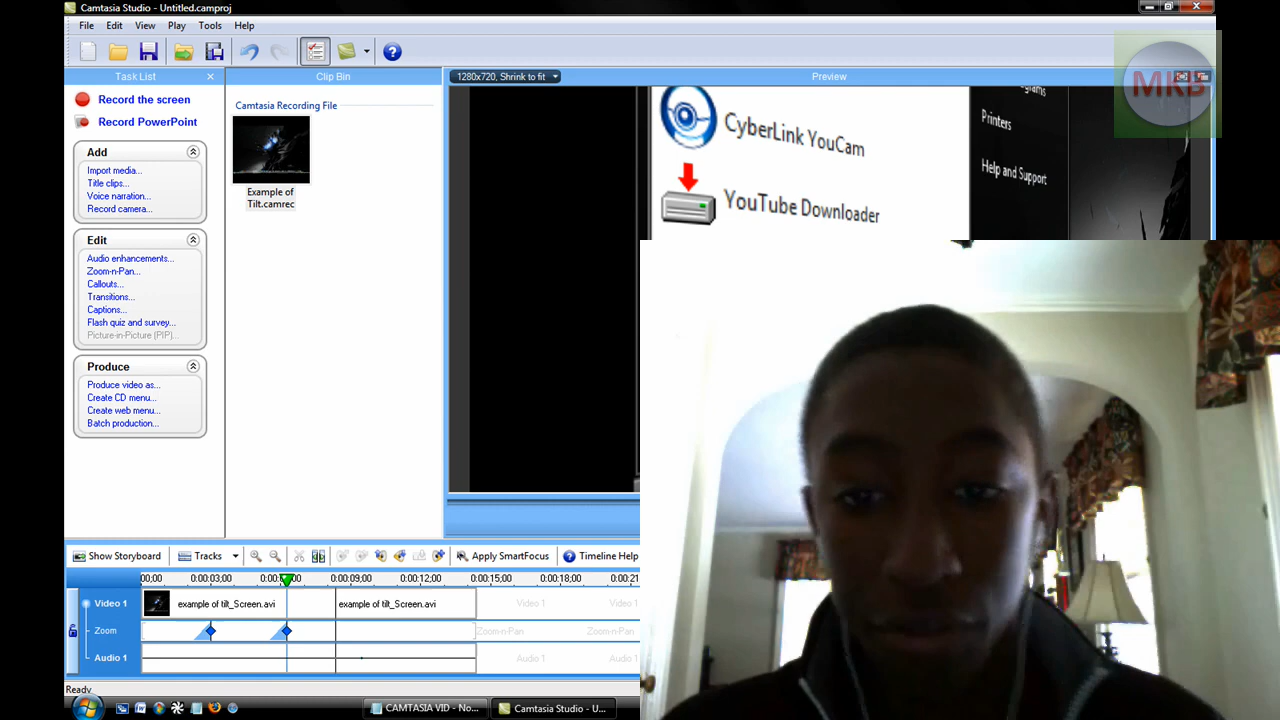 Camtasia Studio - Untitled.camproj
File Edit View Play Tools Help
Task List
Clip Bin
1280x720, Shrink to fit
Preview
MKB
Record the screen
Record PowerPoint
Add
Import media...
Title clips...
Voice narration...
Record camera...
Edit
Audio enhancements...
Zoom-n-Pan...
Callouts...
Transitions...
Captions...
Flash quiz and survey...
Picture-in-Picture (PIP)...
Produce
Produce video as...
Create CD menu...
Create web menu...
Batch production...
Camtasia Recording File
Example of
Tilt.camrec
CyberLink YouCam
YouTube Downloader
Printers
Help and Support
Show Storyboard Tracks Apply SmartFocus Timeline Help
00;00 0:00:03;00 0:00:09;00 0:00:12;00 0:00:15;00 0:00:18;00 0:00:21
Video 1 example of tilt_Screen.avi example of tilt_Screen.avi Video 1 Video 1
Zoom Zoom-n-Pan Zoom-n-Pan
Audio 1 Audio 1 Audio 1
Ready
CAMTASIA VID - No... Camtasia Studio - U...